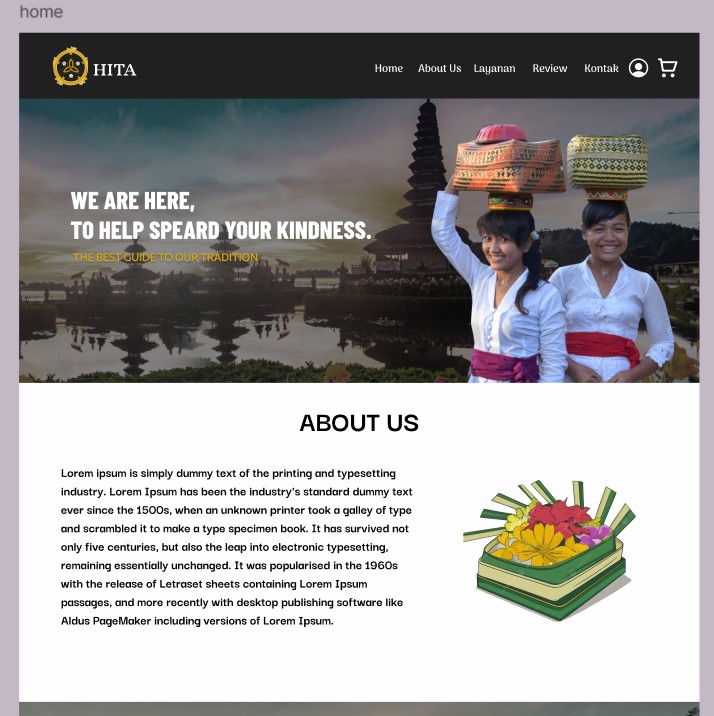 home
HITA
Home About Us Layanan Review Kontak
WE ARE HERE,
TO HELP SPEARD YOUR KINDNESS.
THE BEST GUIDE TO OUR TRADITION
ABOUT US
Lorem ipsum is simply dummy text of the printing and typesetting
industry. Lorem Ipsum has been the industry's standard dummy text
ever since the 1500s, when an unknown printer took a galley of type
and scrambled it to make a type specimen book. It has survived not
only five centuries, but also the leap into electronic typesetting,
remaining essentially unchanged. It was popularised in the 1960s
with the release of Letraset sheets containing Lorem Ipsum
passages, and more recently with desktop publishing software like
Aldus PageMaker including versions of Lorem Ipsum.